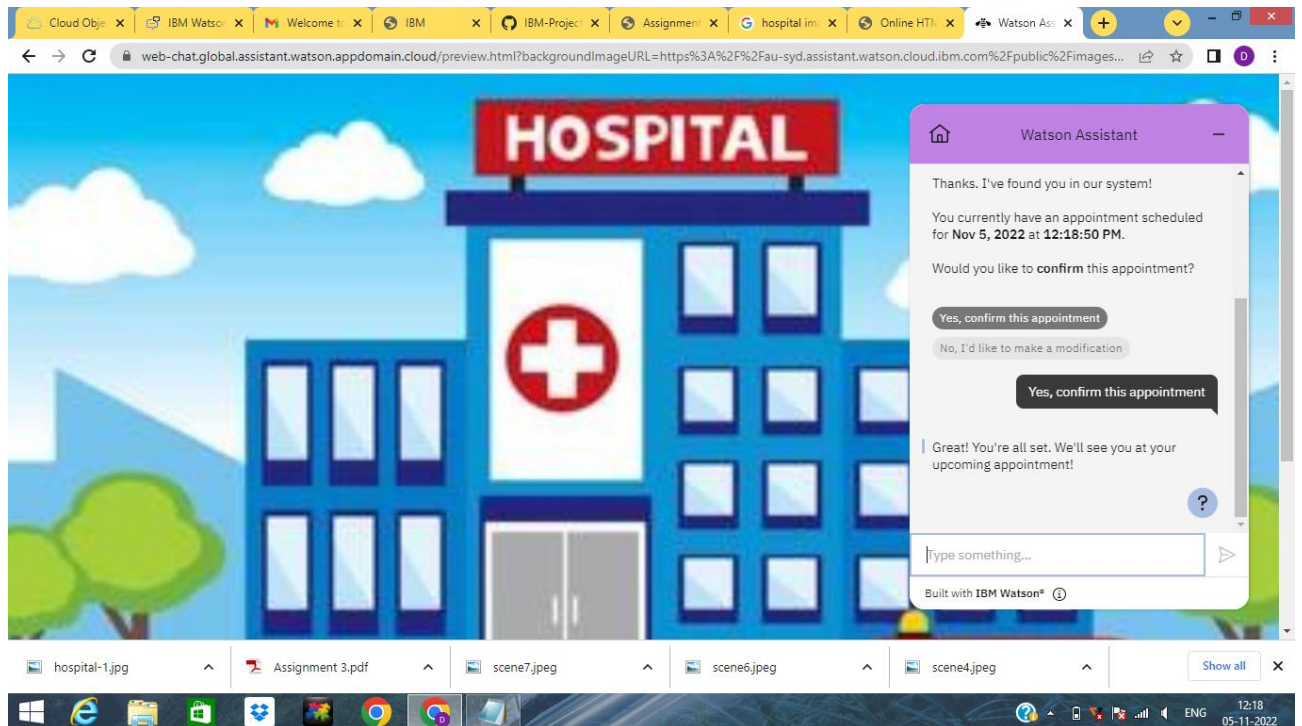 Cloud Obje
IBM Watson
Welcome to
IBM
IBM-Project
Assignment
hospital im
Online HTM
Watson Ass
web-chat.global.assistant.watson.appdomain.cloud/preview.html?backgroundImageURL=https%3A%2F%2Fau-syd.assistant.watson.cloud.ibm.com%2Fpublic%2Fimages...
D
HOSPITAL
Watson Assistant
Thanks. I've found you in our system!
You currently have an appointment scheduled
for Nov 5, 2022 at 12:18:50 PM.
Would you like to confirm this appointment?
Yes, confirm this appointment
No, I'd like to make a modification
Yes, confirm this appointment
Great! You're all set. We'll see you at your
upcoming appointment!
?
Type something...
Built with IBM Watson®
hospital-1.jpg
Assignment 3.pdf
scene7.jpeg
scene6.jpeg
scene4.jpeg
Show all
ENG
12:18
05-11-2022